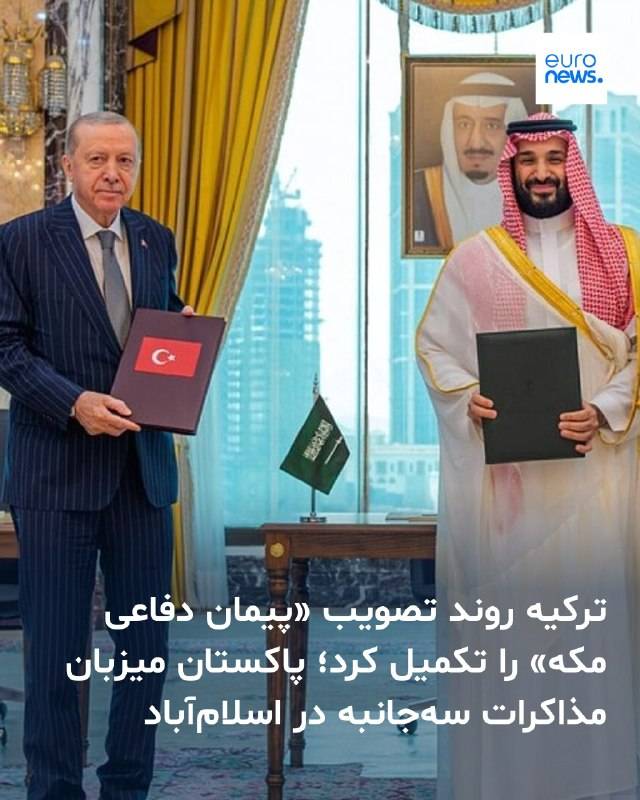 euro
news.
ترکیه روند تصویب «پیمان دفاعی
مکه» را تکمیل کرد؛ پاکستان میزبان
مذاکرات سه‌جانبه در اسلام‌آباد